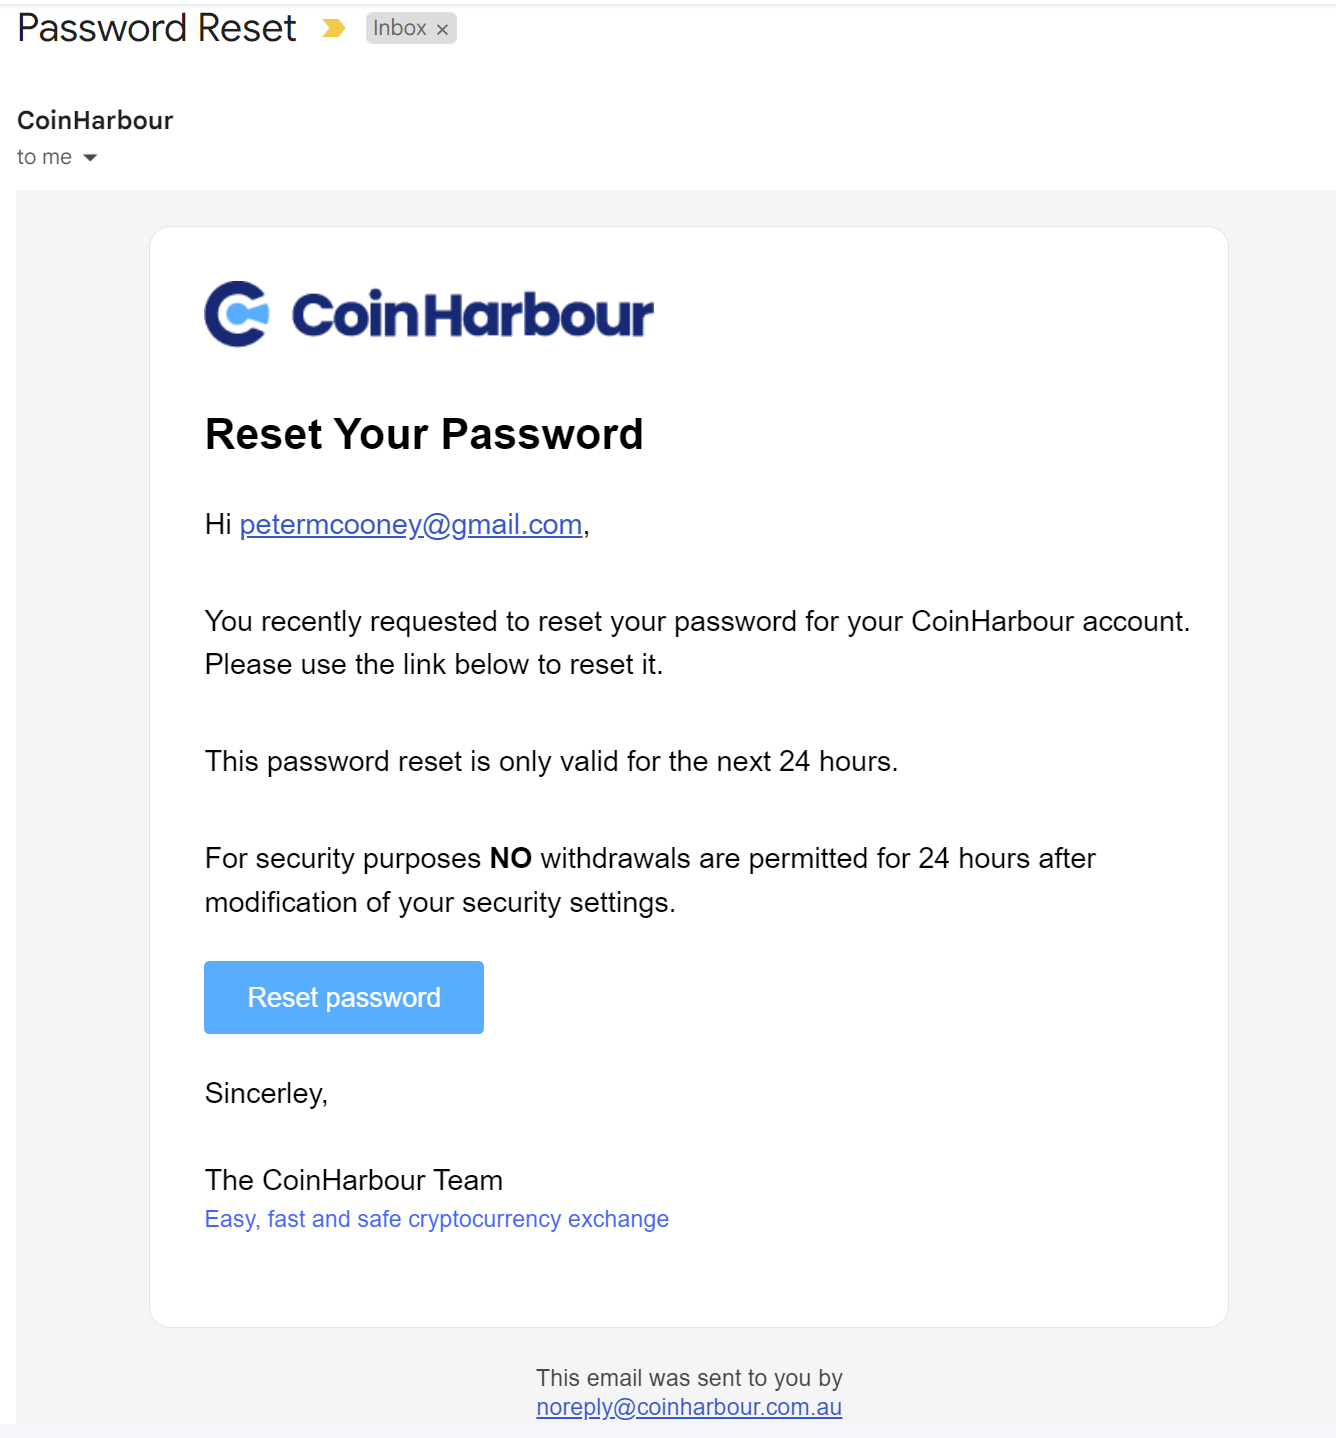 Password Reset
Inbox ×
CoinHarbour
to me
CoinHarbour
Reset Your Password
Hi petermcooney@gmail.com,
You recently requested to reset your password for your CoinHarbour account.
Please use the link below to reset it.
This password reset is only valid for the next 24 hours.
For security purposes NO withdrawals are permitted for 24 hours after
modification of your security settings.
Reset password
Sincerley,
The CoinHarbour Team
Easy, fast and safe cryptocurrency exchange
This email was sent to you by
noreply@coinharbour.com.au